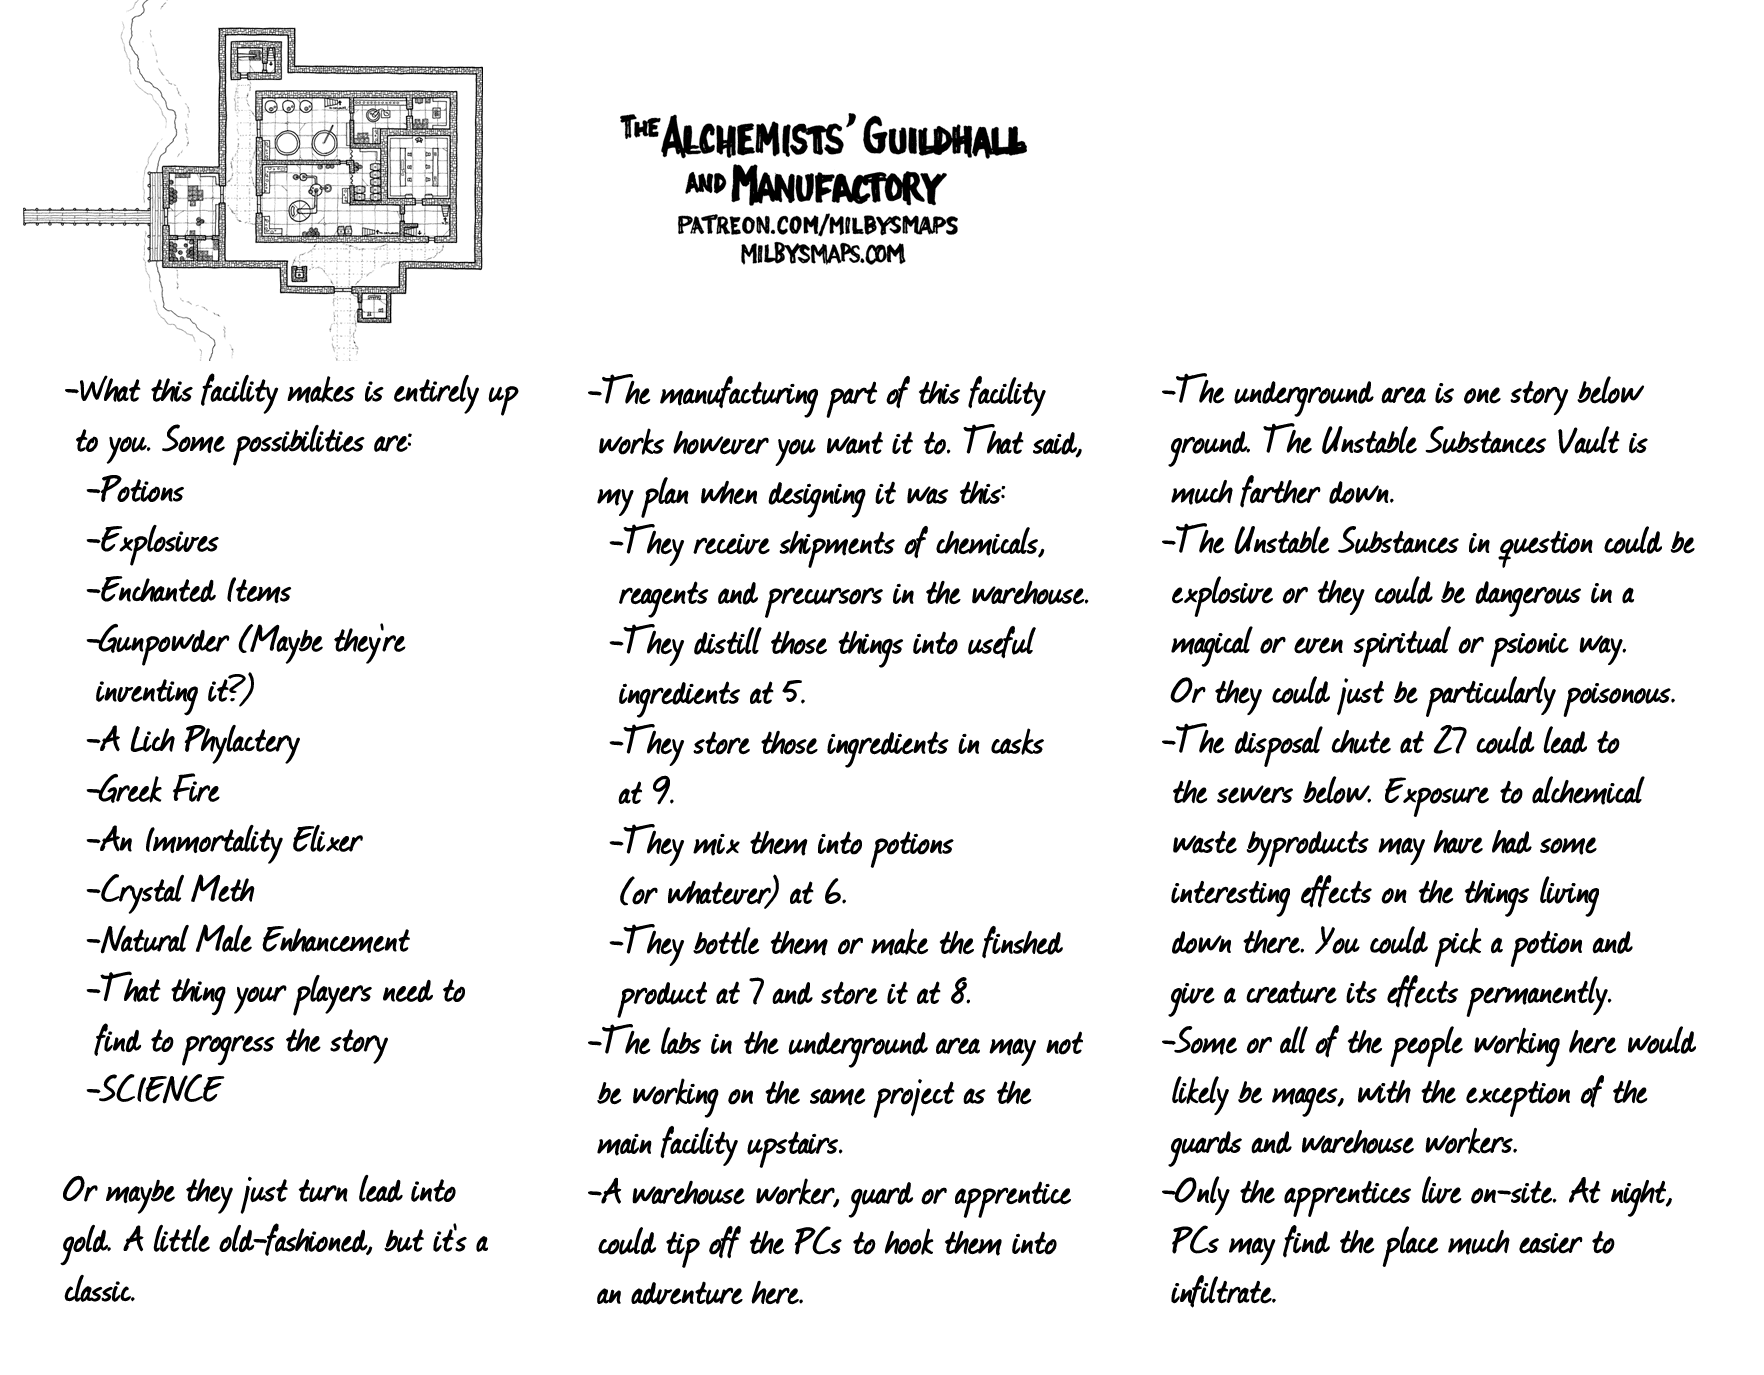 THE ALCHEMISTS' GUILDHALL
AND MANUFACTORY
PATREON.COM/MILBYSMAPS
MILBYSMAPS.COM
-What this facility makes is entirely up
to you. Some possibilities are:
-Potions
-Explosives
-Enchanted Items
-Gunpowder (Maybe they're
inventing it?)
-A Lich Phylactery
-Greek Fire
-An Immortality Elixer
-Crystal Meth
-Natural Male Enhancement
-That thing your players need to
find to progress the story
-SCIENCE
Or maybe they just turn lead into
gold. A little old-fashioned, but it's a
classic.
-The manufacturing part of this facility
works however you want it to. That said,
my plan when designing it was this:
-They receive shipments of chemicals,
reagents and precursors in the warehouse.
-They distill those things into useful
ingredients at 5.
-They store those ingredients in casks
at 9.
-They mix them into potions
(or whatever) at 6.
-They bottle them or make the finshed
product at 7 and store it at 8.
-The labs in the underground area may not
be working on the same project as the
main facility upstairs.
-A warehouse worker, guard or apprentice
could tip off the PCs to hook them into
an adventure here.
-The underground area is one story below
ground. The Unstable Substances Vault is
much farther down.
-The Unstable Substances in question could be
explosive or they could be dangerous in a
magical or even spiritual or psionic way.
Or they could just be particularly poisonous.
-The disposal chute at 27 could lead to
the sewers below. Exposure to alchemical
waste byproducts may have had some
interesting effects on the things living
down there. You could pick a potion and
give a creature its effects permanently.
-Some or all of the people working here would
likely be mages, with the exception of the
guards and warehouse workers.
-Only the apprentices live on-site. At night,
PCs may find the place much easier to
infiltrate.